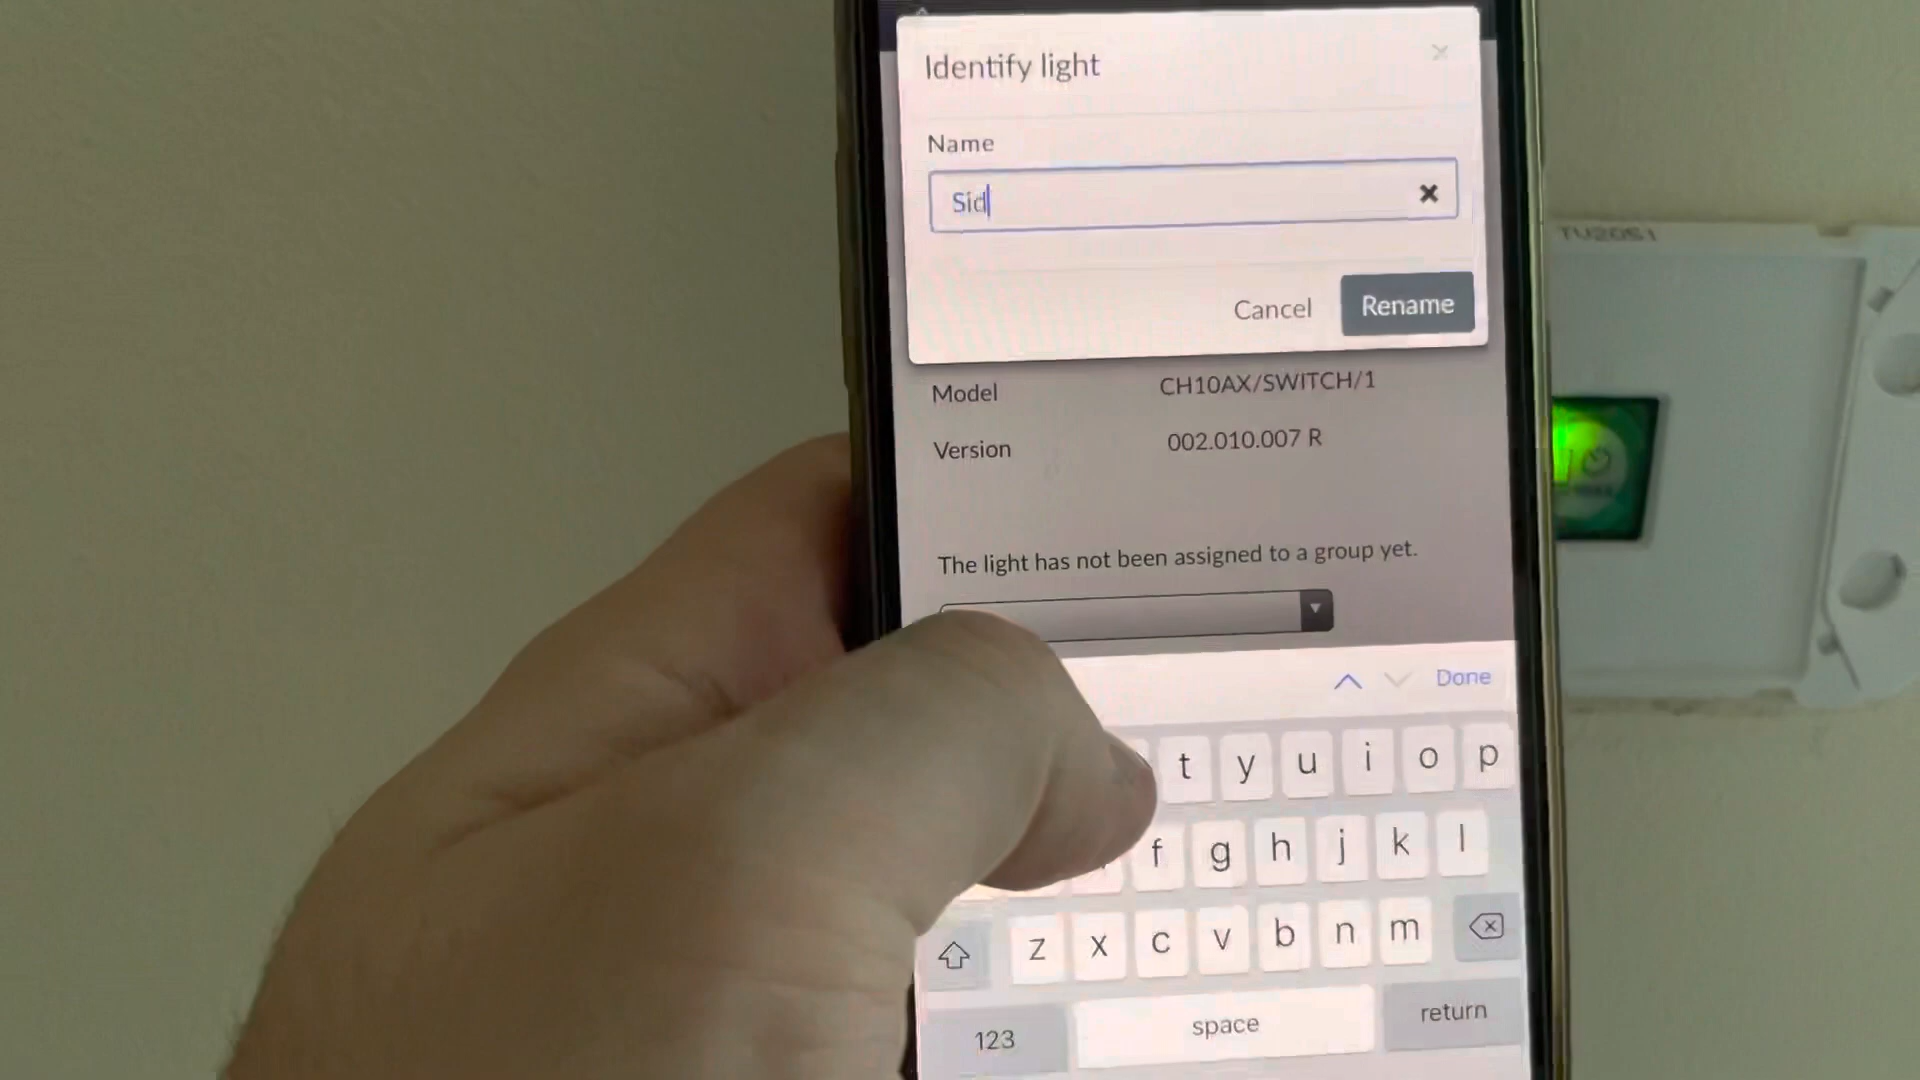 Identify light
Name
Sid
Cancel Rename
Model CH10AX/SWITCH/1
Version 002.010.007 R
The light has not been assigned to a group yet.
Done
t y u i o p
f g h j k l
z x c v b n m
123 space return
TU20S1